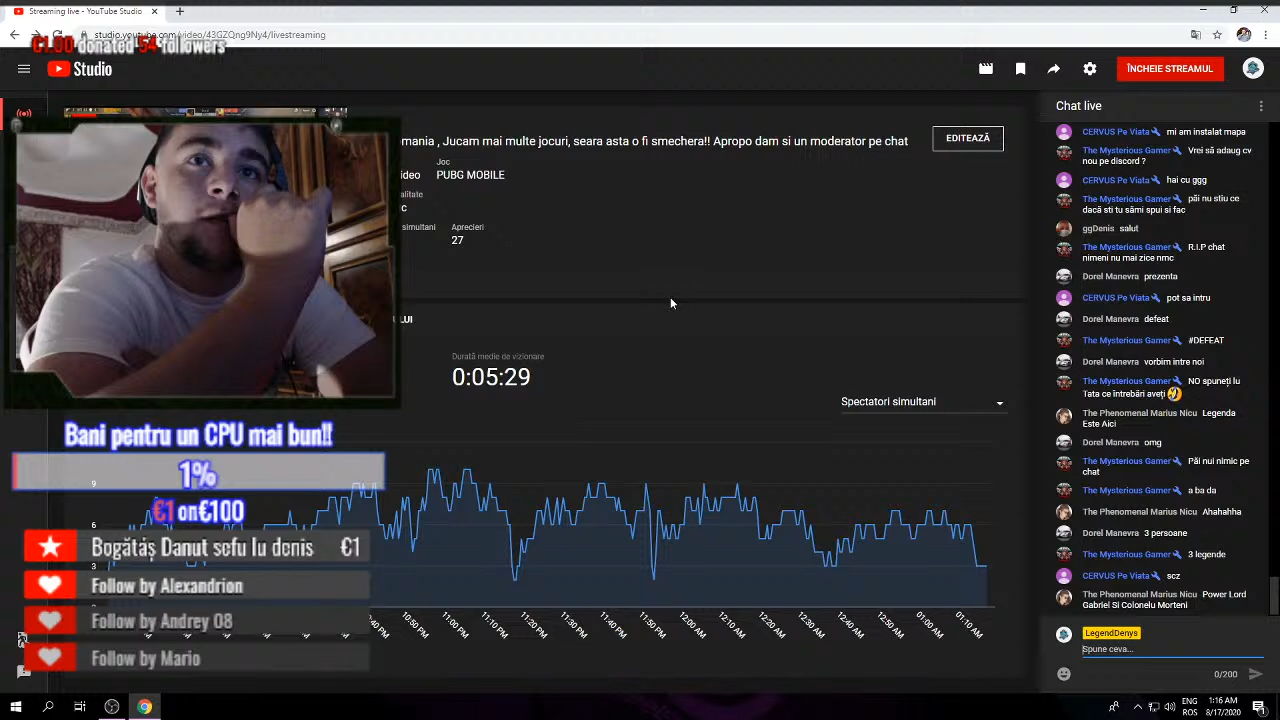 Streaming live - YouTube Studio
studio.youtube.com/video/43GZQng9Ny4/livestreaming
€1.90 donated 54 followers
Studio
ÎNCHEIE STREAMUL
mania , Jucam mai multe jocuri, seara asta o fi smechera!! Apropo dam si un moderator pe chat
EDITEAZĂ
Joc
ideo
PUBG MOBILE
alitate
c
simultani
Aprecieri
27
LUI
Durată medie de vizionare
0:05:29
Spectatori simultani
9
6
3
10:50 PM
11:00 PM
11:10 PM
11:20 PM
11:30 PM
11:40 PM
11:50 PM
12:00 AM
12:10 AM
12:20 AM
12:30 AM
12:40 AM
12:50 AM
01:00 AM
01:10 AM
Bani pentru un CPU mai bun!!
1%
€1 on €100
Bogătáș Danut sefu lu denis €1
Follow by Alexandrion
Follow by Andrey 08
Follow by Mario
Chat live
CERVUS Pe Viata mi am instalat mapa
The Mysterious Gamer Vrei să adaug cv
nou pe discord ?
CERVUS Pe Viata hai cu ggg
The Mysterious Gamer păi nu stiu ce
dacă sti tu sămi spui si fac
ggDenis salut
The Mysterious Gamer R.I.P chat
nimeni nu mai zice nmc
Dorel Manevra prezenta
CERVUS Pe Viata pot sa intru
Dorel Manevra defeat
The Mysterious Gamer #DEFEAT
Dorel Manevra vorbim intre noi
The Mysterious Gamer NO spuneți lu
Tata ce întrebări aveți 🤣
The Phenomenal Marius Nicu Legenda
Este Aici
Dorel Manevra omg
The Mysterious Gamer Păi nui nimic pe
chat
The Mysterious Gamer a ba da
The Phenomenal Marius Nicu Ahahahha
Dorel Manevra 3 persoane
The Mysterious Gamer 3 legende
CERVUS Pe Viata scz
The Phenomenal Marius Nicu Power Lord
Gabriel SI Colonelu Morteni
LegendDenys
Spune ceva...
0/200
ENG
ROS
1:16 AM
8/17/2020
1